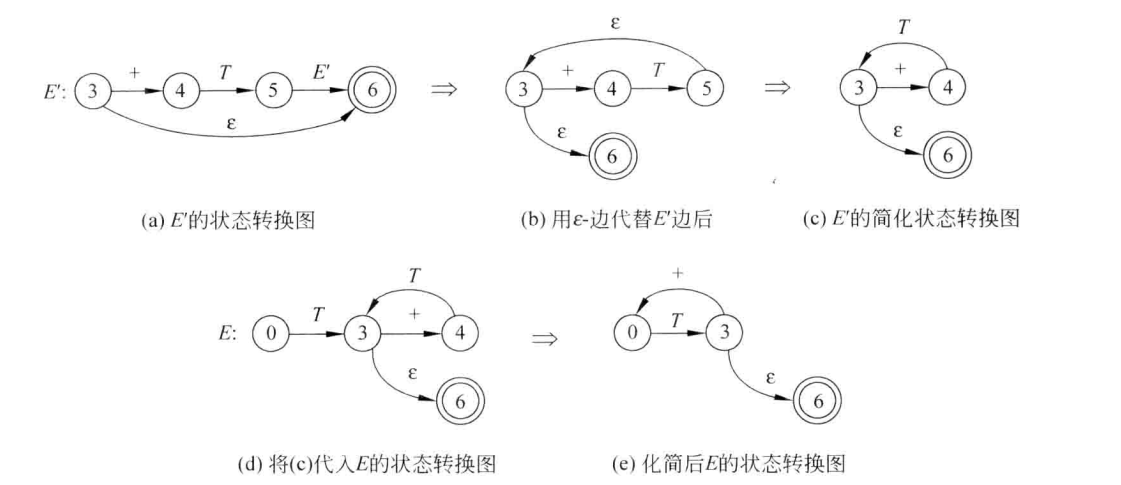 E′: 3 + 4 T 5 E′ 6 ε
⇒
3 + 4 T 5 ε ε 6
⇒
3 + 4 T ε 6
(a) E′的状态转换图
(b) 用ε-边代替E′边后
(c) E′的简化状态转换图
E: 0 T 3 + 4 T ε 6
⇒
0 T 3 + ε 6
(d) 将(c)代入E的状态转换图
(e) 化简后E的状态转换图